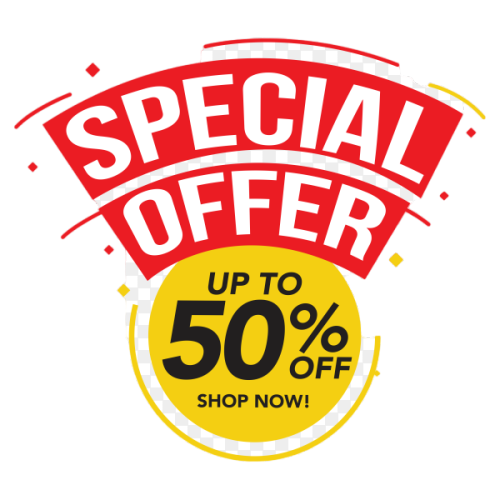 SPECIAL
OFFER
UP TO
50%
OFF
SHOP NOW!